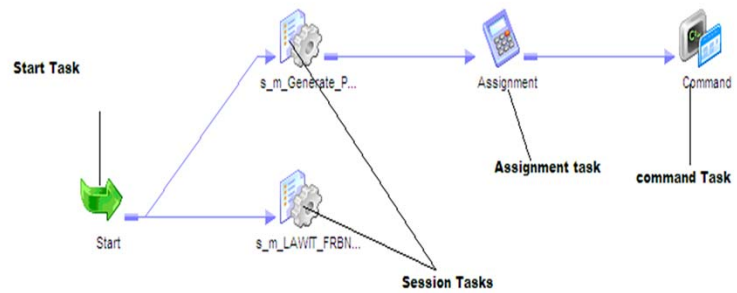 Start Task
s_m_Generate_P...
Assignment
Command
Assignment task
command Task
Start
s_m_LAWIT_FRBN...
Session Tasks